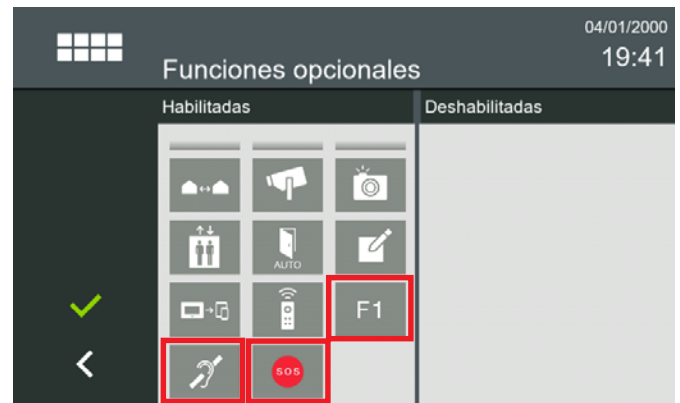 04/01/2000
19:41
Funciones opcionales
Habilitadas
Deshabilitadas
AUTO
F1
SOS